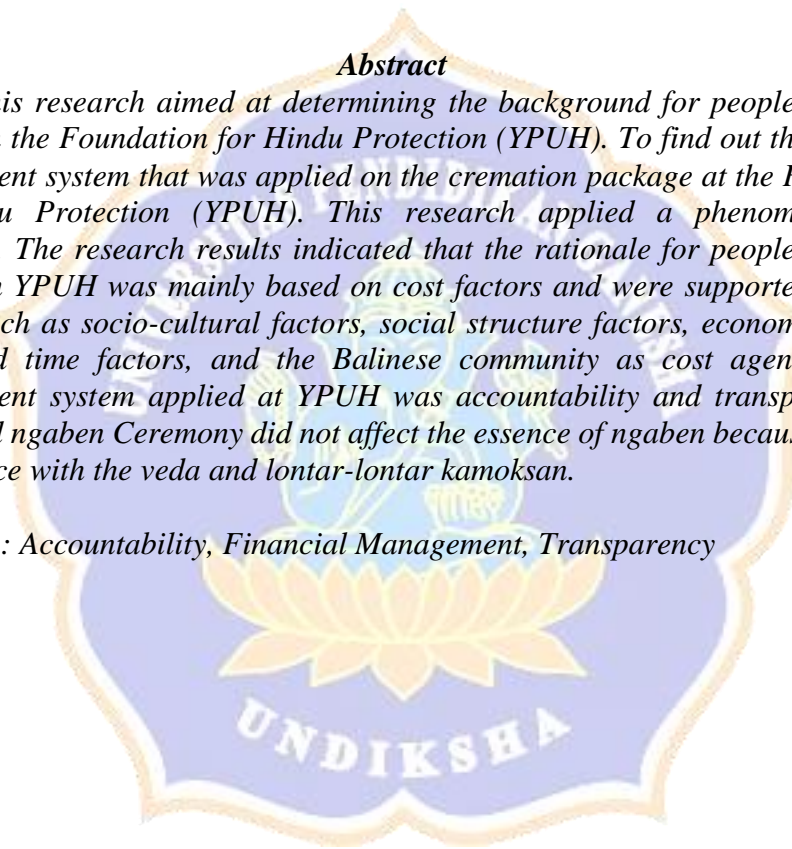 Abstract
his research aimed at determining the background for people
the Foundation for Hindu Protection (YPUH). To find out th
ent system that was applied on the cremation package at the
u Protection (YPUH). This research applied a phenom
The research results indicated that the rationale for people
YPUH was mainly based on cost factors and were supporte
ch as socio-cultural factors, social structure factors, econom
d time factors, and the Balinese community as cost agen
ent system applied at YPUH was accountability and transp
l ngaben Ceremony did not affect the essence of ngaben becaus
ce with the veda and lontar-lontar kamoksan.
: Accountability, Financial Management, Transparency
UNIVERSITAS PENDIDIKAN GANESHA
UNDIKSHA